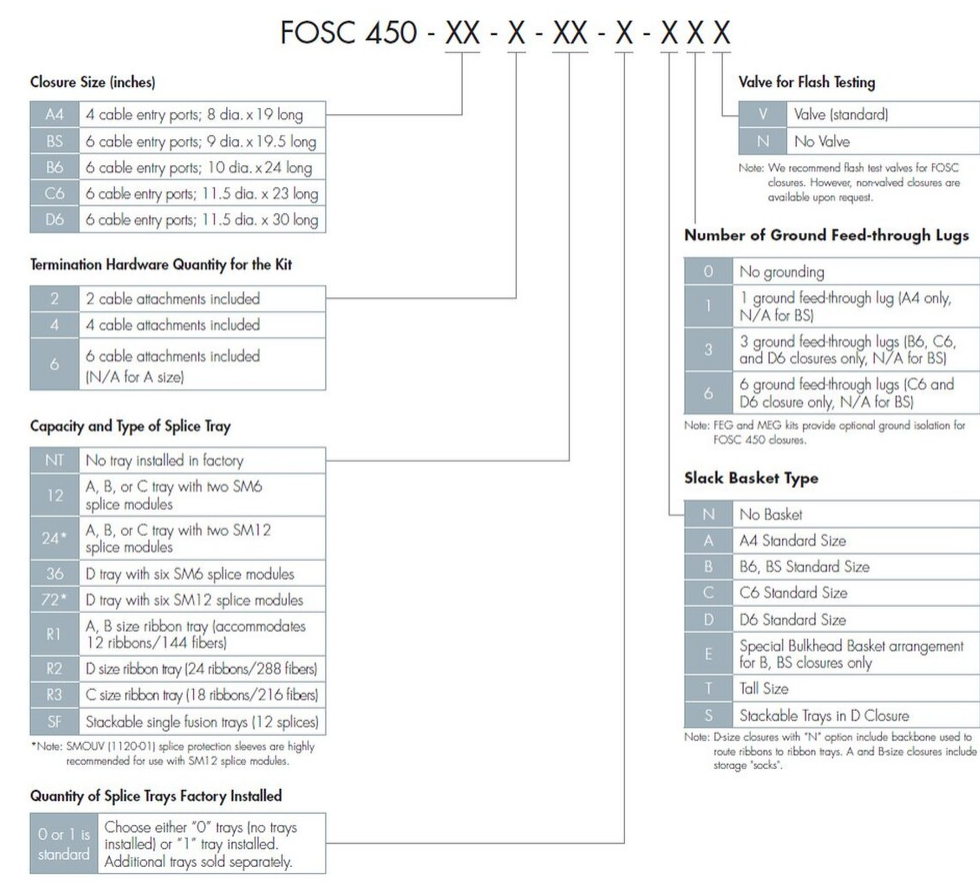 FOSC 450 - XX - X - XX - X - X X X
Closure Size (inches)
A4 4 cable entry ports; 8 dia. x 19 long
BS 6 cable entry ports; 9 dia. x 19.5 long
B6 6 cable entry ports; 10 dia. x 24 long
C6 6 cable entry ports; 11.5 dia. x 23 long
D6 6 cable entry ports; 11.5 dia. x 30 long
Termination Hardware Quantity for the Kit
2 2 cable attachments included
4 4 cable attachments included
6 6 cable attachments included
(N/A for A size)
Capacity and Type of Splice Tray
NT No tray installed in factory
12 A, B, or C tray with two SM6
splice modules
24* A, B, or C tray with two SM12
splice modules
36 D tray with six SM6 splice modules
72* D tray with six SM12 splice modules
R1 A, B size ribbon tray (accommodates
12 ribbons/144 fibers)
R2 D size ribbon tray (24 ribbons/288 fibers)
R3 C size ribbon tray (18 ribbons/216 fibers)
SF Stackable single fusion trays (12 splices)
*Note: SMOUV (1120-01) splice protection sleeves are highly
recommended for use with SM12 splice modules.
Quantity of Splice Trays Factory Installed
0 or 1 is
standard
Choose either "0" trays (no trays
installed) or "1" tray installed.
Additional trays sold separately.
Valve for Flash Testing
V Valve (standard)
N No Valve
Note: We recommend flash test valves for FOSC
closures. However, non-valved closures are
available upon request.
Number of Ground Feed-through Lugs
0 No grounding
1 1 ground feed-through lug (A4 only,
N/A for BS)
3 3 ground feed-through lugs (B6, C6,
and D6 closures only, N/A for BS)
6 6 ground feed-through lugs (C6 and
D6 closure only, N/A for BS)
Note: FEG and MEG kits provide optional ground isolation for
FOSC 450 closures.
Slack Basket Type
N No Basket
A A4 Standard Size
B B6, BS Standard Size
C C6 Standard Size
D D6 Standard Size
E Special Bulkhead Basket arrangement
for B, BS closures only
T Tall Size
S Stackable Trays in D Closure
Note: D-size closures with "N" option include backbone used to
route ribbons to ribbon trays. A and B-size closures include
storage "socks".